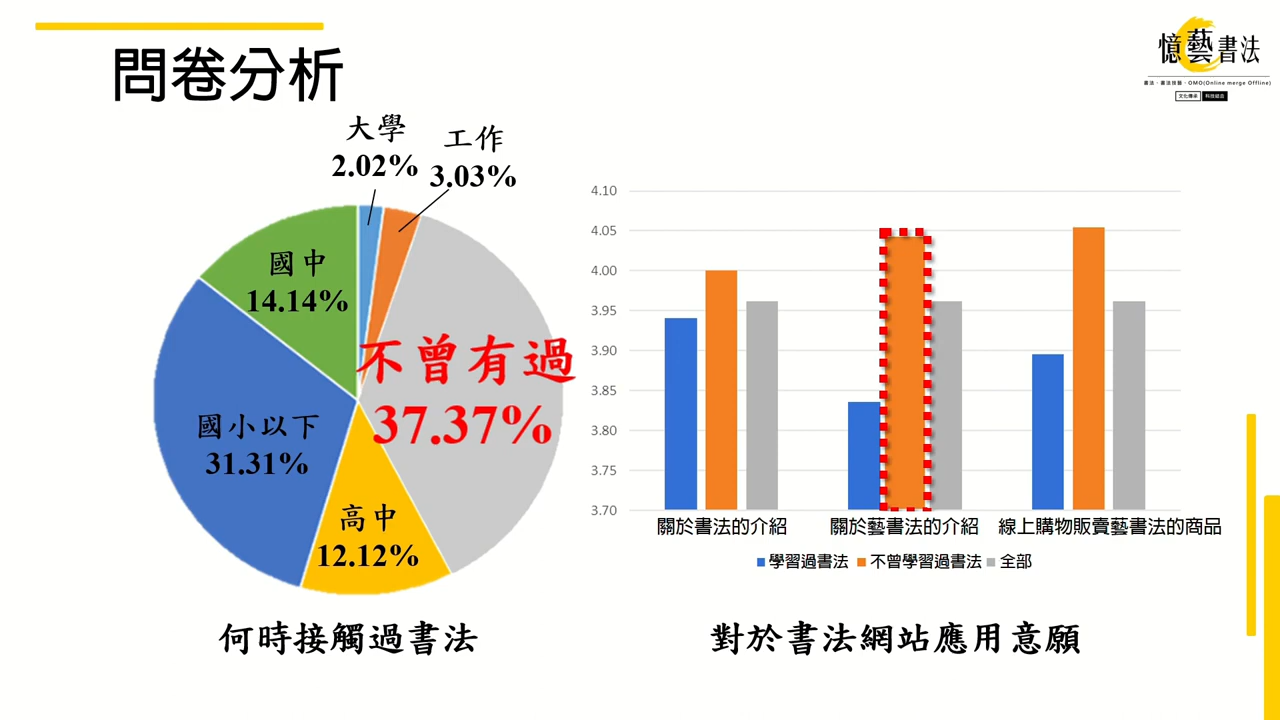 問卷分析
憶藝書法
書法、書法技藝、OMO(Online merge Offline)
文化傳承 科技結合
大學
2.02%
工作
3.03%
國中
14.14%
不曾有過
37.37%
國小以下
31.31%
高中
12.12%
何時接觸過書法
4.10
4.05
4.00
3.95
3.90
3.85
3.80
3.75
3.70
關於書法的介紹
關於藝書法的介紹
線上購物販賣藝書法的商品
學習過書法 不曾學習過書法 全部
對於書法網站應用意願